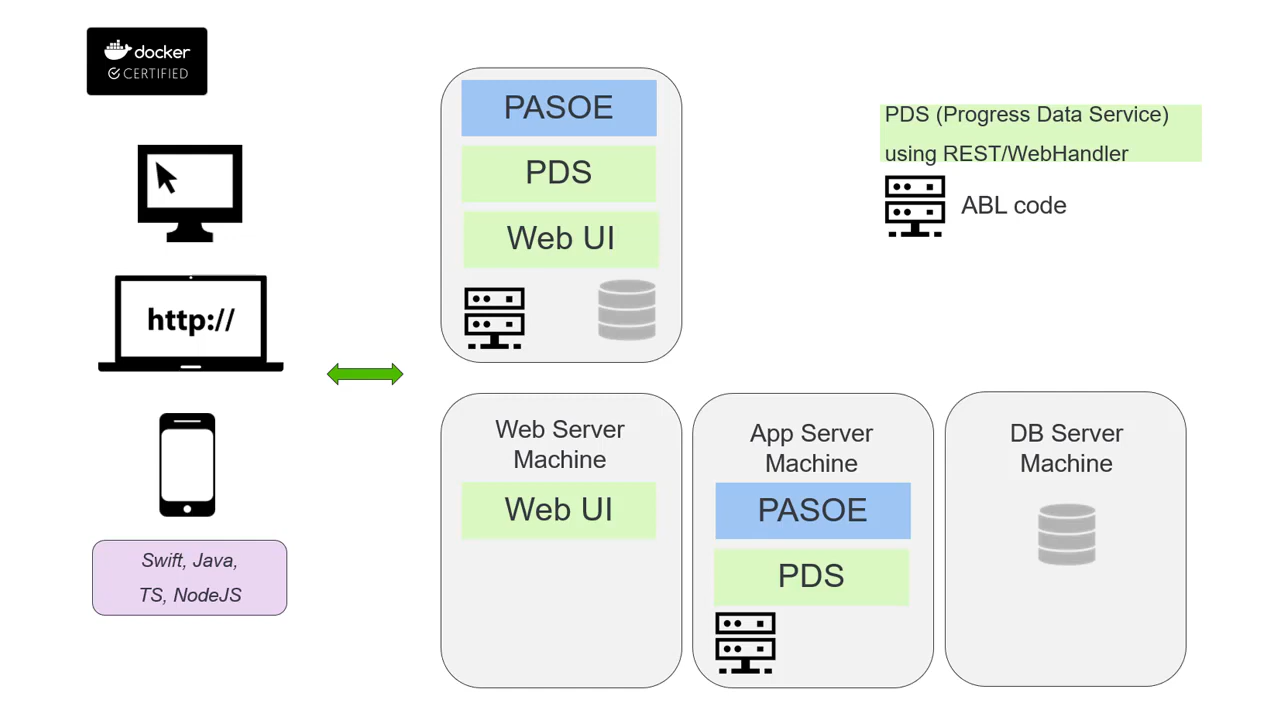 docker
CERTIFIED
http://
Swift, Java,
TS, NodeJS
PASOE
PDS
Web UI
PDS (Progress Data Service)
using REST/WebHandler
ABL code
Web Server
Machine
Web UI
App Server
Machine
PASOE
PDS
DB Server
Machine